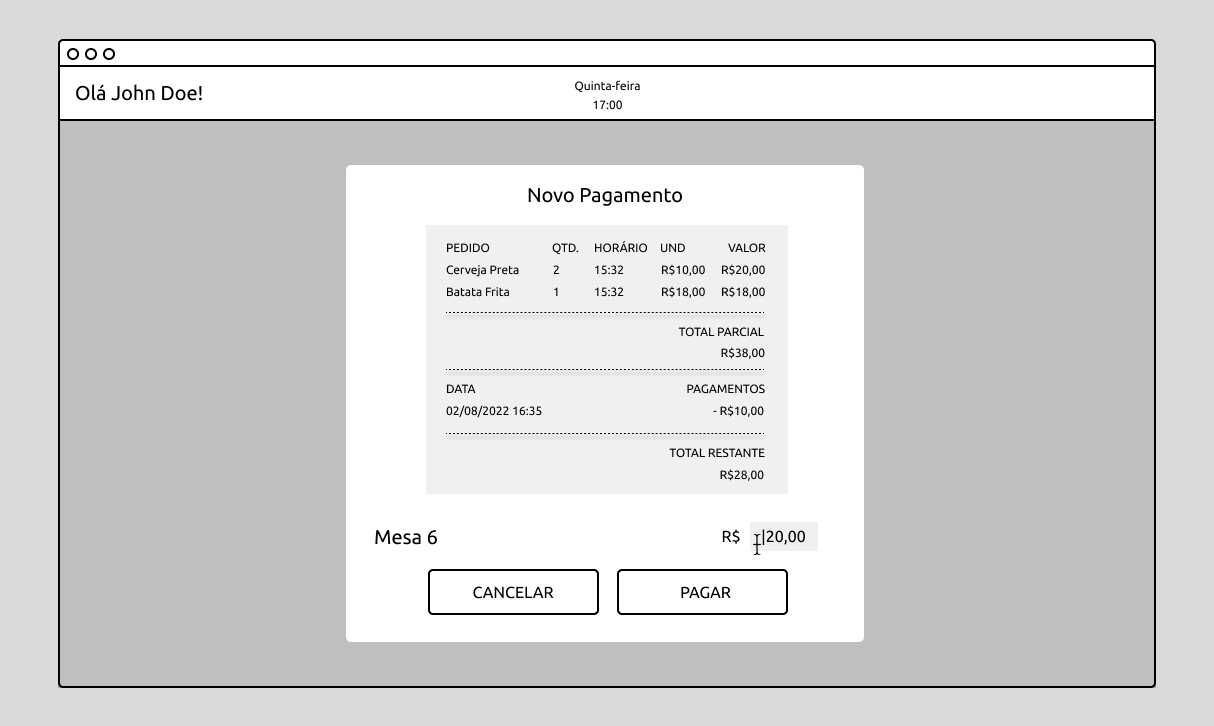 Olá John Doe!
Quinta-feira
17:00
Novo Pagamento
PEDIDO QTD. HORÁRIO UND VALOR
Cerveja Preta 2 15:32 R$10,00 R$20,00
Batata Frita 1 15:32 R$18,00 R$18,00
TOTAL PARCIAL
R$38,00
DATA PAGAMENTOS
02/08/2022 16:35 - R$10,00
TOTAL RESTANTE
R$28,00
Mesa 6 R$ 20,00
CANCELAR PAGAR